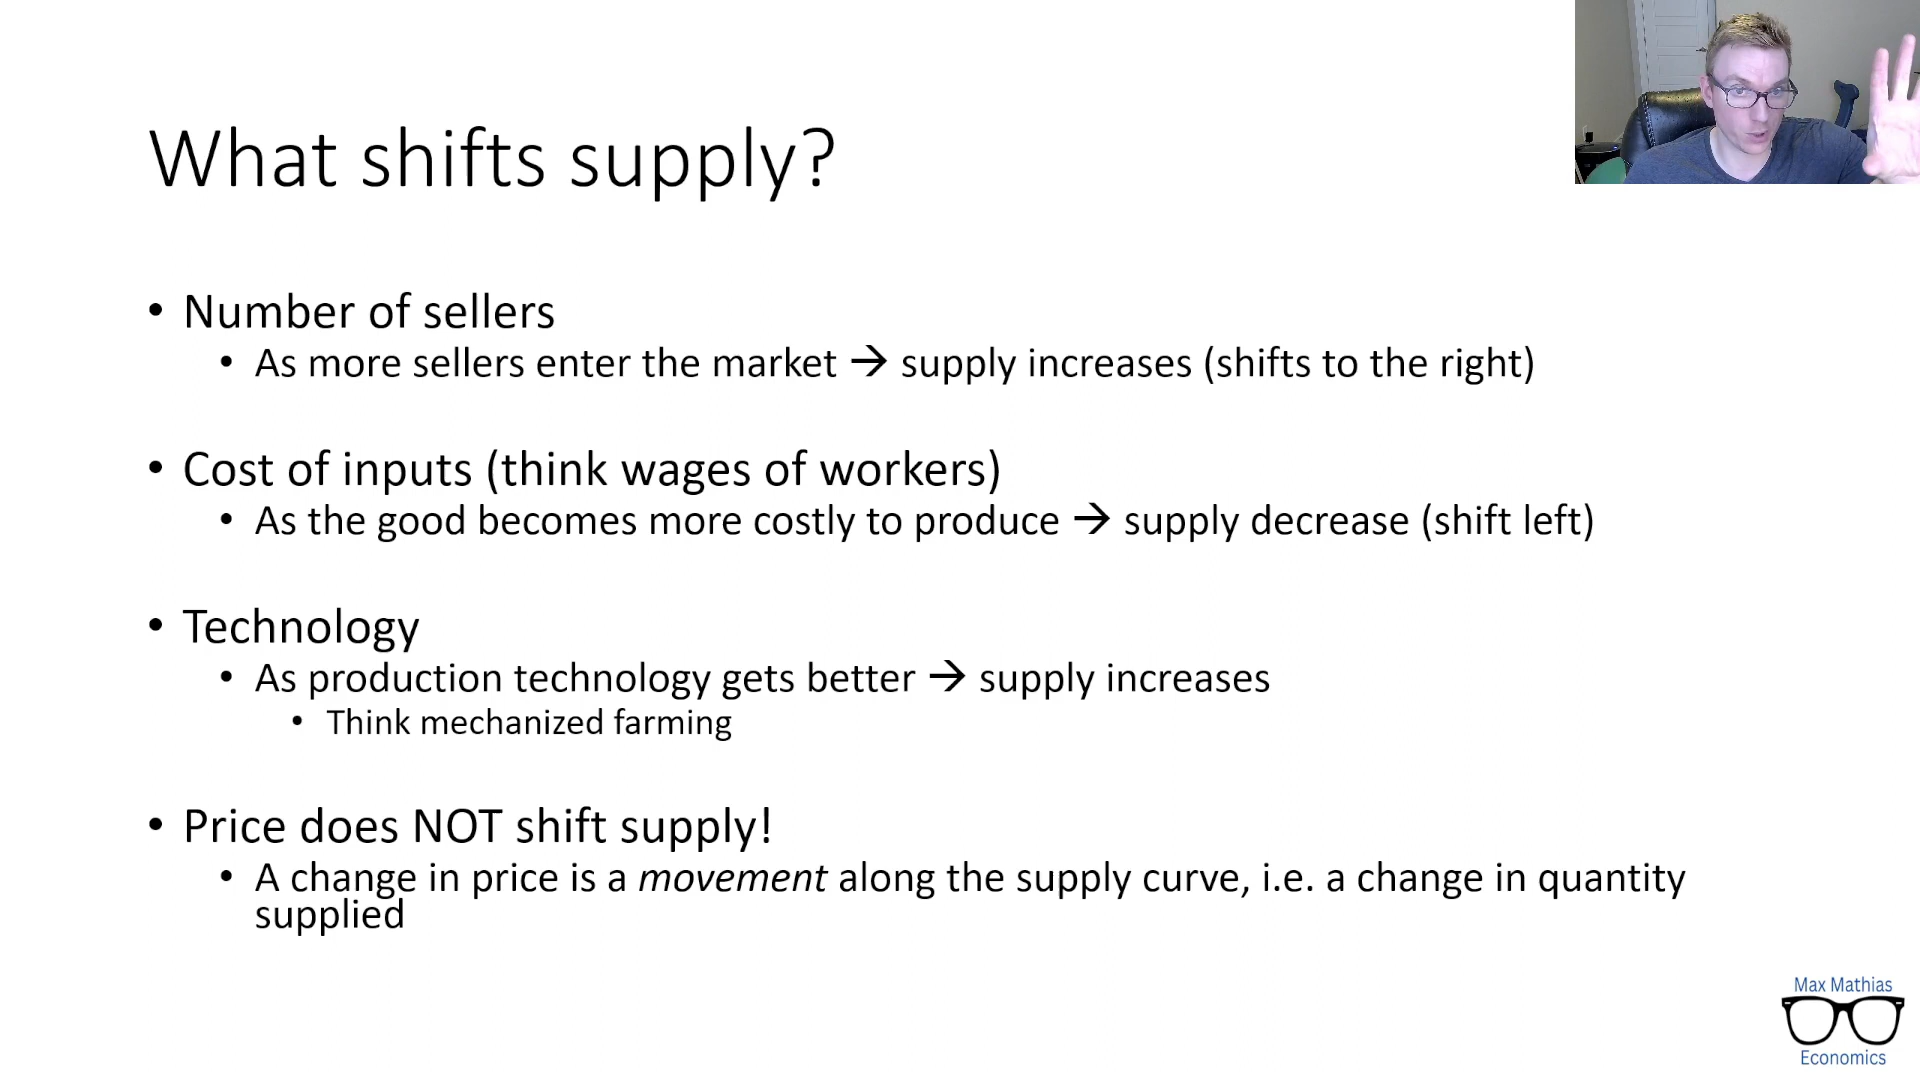 What shifts supply?
• Number of sellers
• As more sellers enter the market → supply increases (shifts to the right)
• Cost of inputs (think wages of workers)
• As the good becomes more costly to produce → supply decrease (shift left)
• Technology
• As production technology gets better → supply increases
• Think mechanized farming
• Price does NOT shift supply!
• A change in price is a movement along the supply curve, i.e. a change in quantity
supplied
Max Mathias
Economics